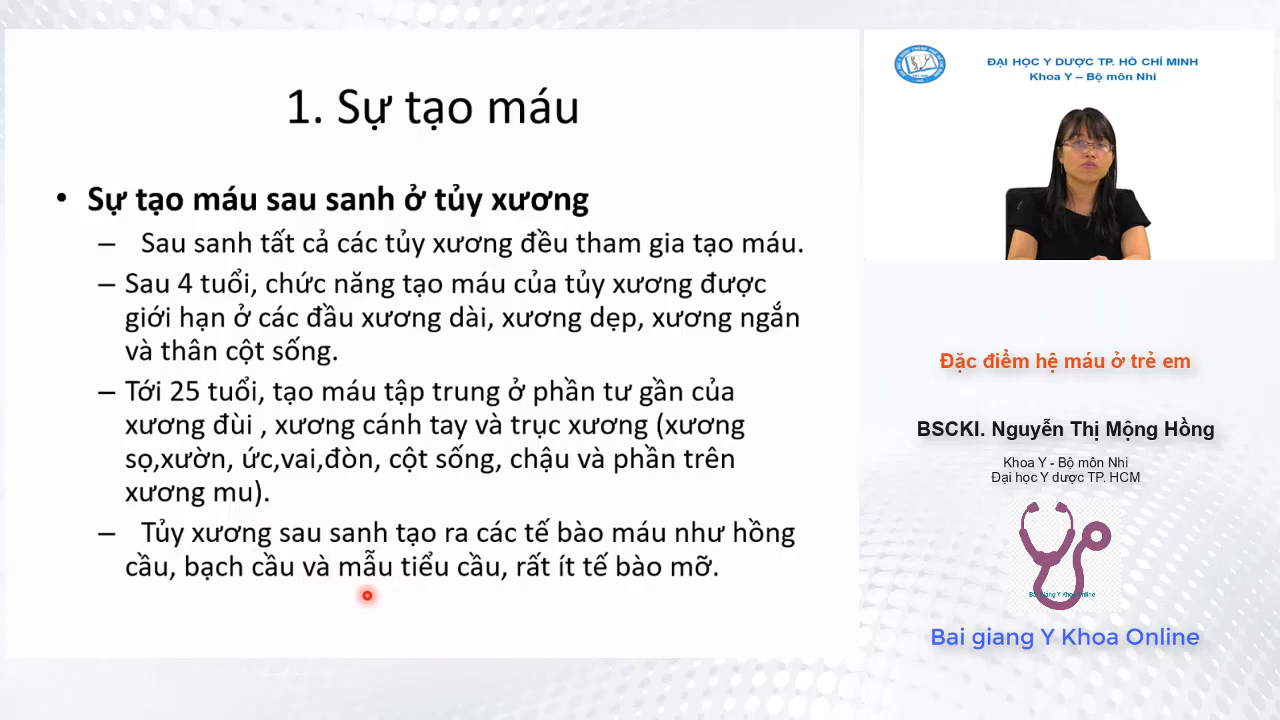 1. Sự tạo máu
• Sự tạo máu sau sanh ở tủy xương
– Sau sanh tất cả các tủy xương đều tham gia tạo máu.
– Sau 4 tuổi, chức năng tạo máu của tủy xương được
giới hạn ở các đầu xương dài, xương dẹp, xương ngắn
và thân cột sống.
– Tới 25 tuổi, tạo máu tập trung ở phần tư gần của
xương đùi , xương cánh tay và trục xương (xương
sọ,xườn, ức,vai,đòn, cột sống, chậu và phần trên
xương mu).
– Tủy xương sau sanh tạo ra các tế bào máu như hồng
cầu, bạch cầu và mẫu tiểu cầu, rất ít tế bào mỡ.
ĐẠI HỌC Y DƯỢC TP. HỒ CHÍ MINH
Khoa Y – Bộ môn Nhi
Đặc điểm hệ máu ở trẻ em
BSCKI. Nguyễn Thị Mộng Hồng
Khoa Y - Bộ môn Nhi
Đại học Y dược TP. HCM
Bai giang Y Khoa Online